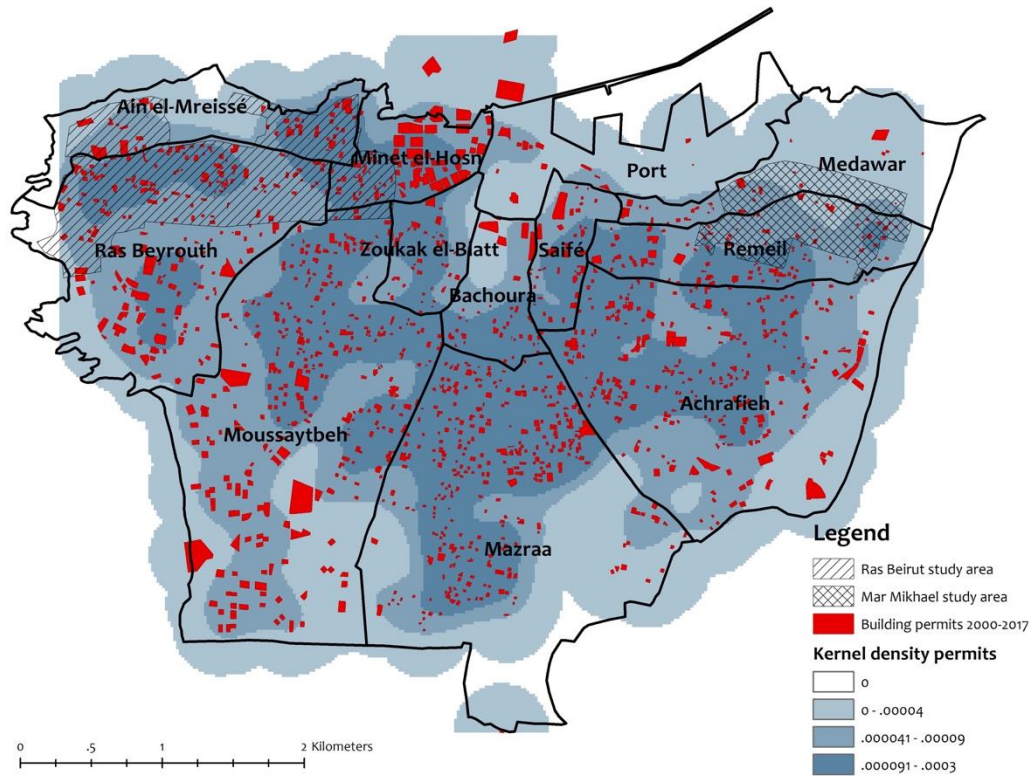 Ain el-Mreissé
Minet el-Hosn
Port
Medawar
Ras Beyrouth
Zoukak el-Blatt
Saifé
Remeil
Bachoura
Achrafieh
Moussaytbeh
Mazraa
Legend
Ras Beirut study area
Mar Mikhael study area
Building permits 2000-2017
Kernel density permits
0
0 - .00004
.000041 - .00009
.000091 - .0003
0 .5 1 2 Kilometers